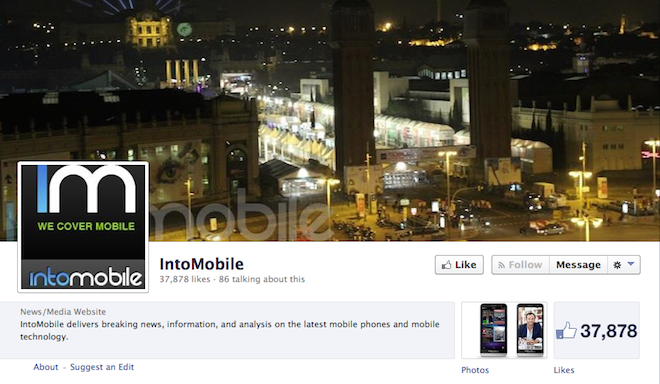 im
WE COVER MOBILE
intomobile
mobile
IntoMobile
37,878 likes · 86 talking about this
Like
Follow
Message
News/Media Website
IntoMobile delivers breaking news, information, and analysis on the latest mobile phones and mobile
technology.
About - Suggest an Edit
37,878
Photos
Likes